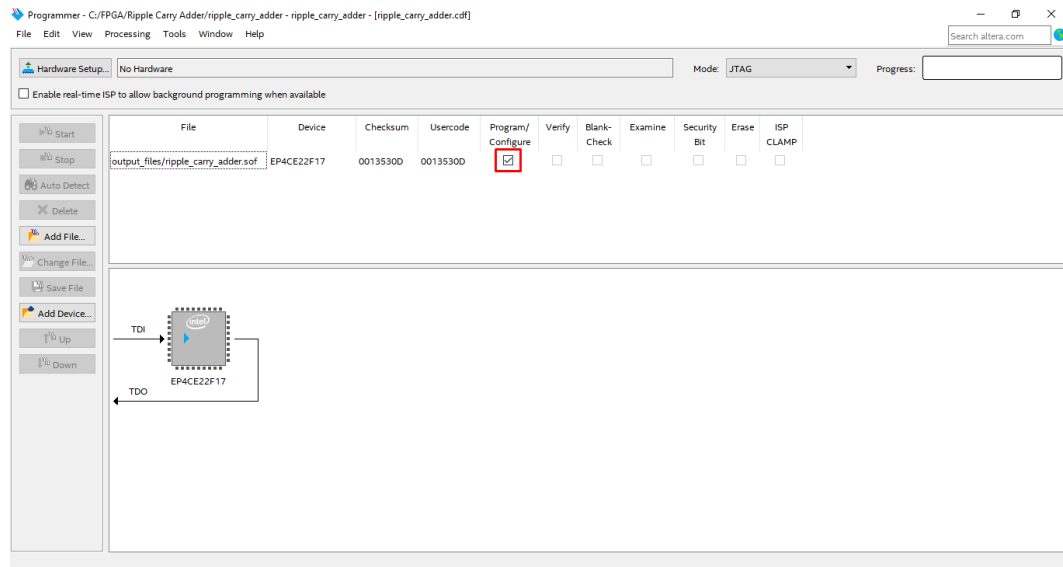 Programmer - C:/FPGA/Ripple Carry Adder/ripple_carry_adder - ripple_carry_adder - [ripple_carry_adder.cdf]
File Edit View Processing Tools Window Help
Search altera.com
Hardware Setup... No Hardware Mode: JTAG Progress:
Enable real-time ISP to allow background programming when available
Start
Stop
Auto Detect
Delete
Add File...
Change File...
Save File
Add Device...
Up
Down
File Device Checksum Usercode Program/ Verify Blank- Examine Security Erase ISP
Configure Check Bit CLAMP
output_files/ripple_carry_adder.sof EP4CE22F17 0013530D 0013530D
intel
TDI
EP4CE22F17
TDO